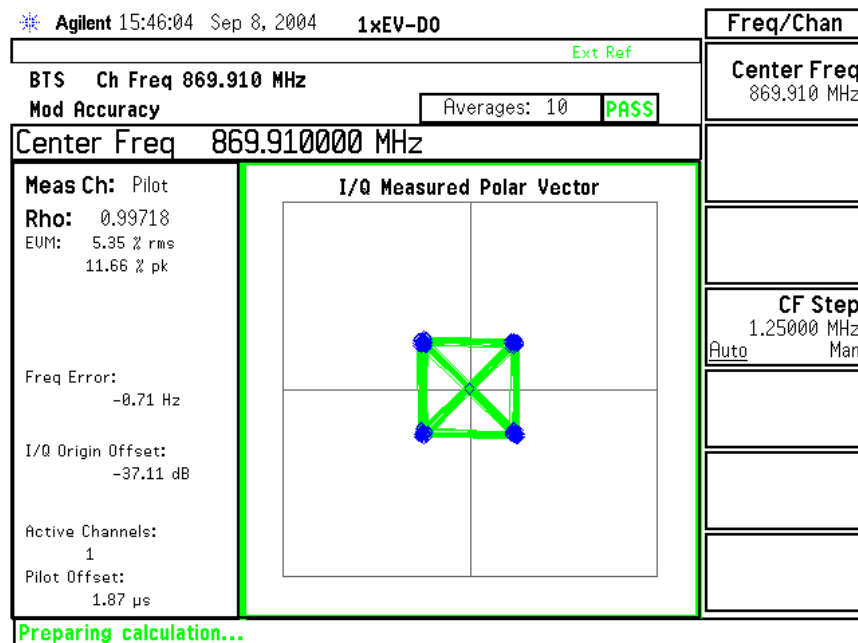 Agilent 15:46:04 Sep 8, 2004 1xEV-DO
Freq/Chan
Ext Ref
BTS Ch Freq 869.910 MHz
Mod Accuracy
Averages: 10 PASS
Center Freq 869.910000 MHz
Meas Ch: Pilot
Rho: 0.99718
EVM: 5.35 % rms
11.66 % pk
Freq Error:
-0.71 Hz
I/Q Origin Offset:
-37.11 dB
Active Channels:
1
Pilot Offset:
1.87 µs
I/Q Measured Polar Vector
Center Freq
869.910 MHz
CF Step
1.25000 MHz
Auto Man
Preparing calculation...